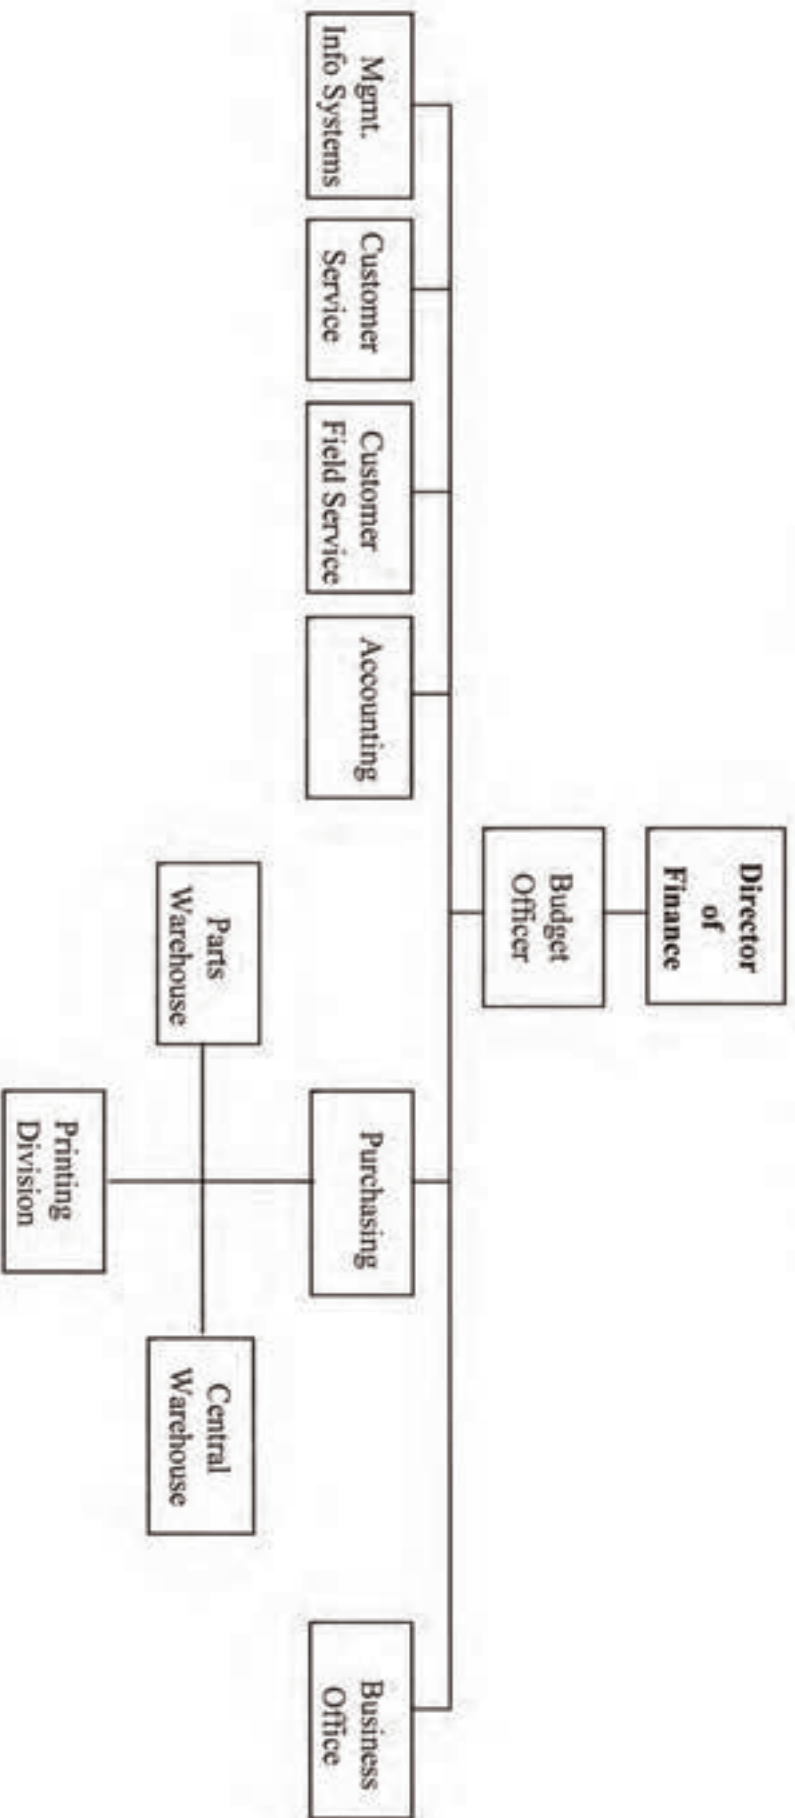 Director
of
Finance
Budget
Officer
Mgmt.
Info Systems
Customer
Service
Customer
Field Service
Accounting
Purchasing
Business
Office
Parts
Warehouse
Central
Warehouse
Printing
Division